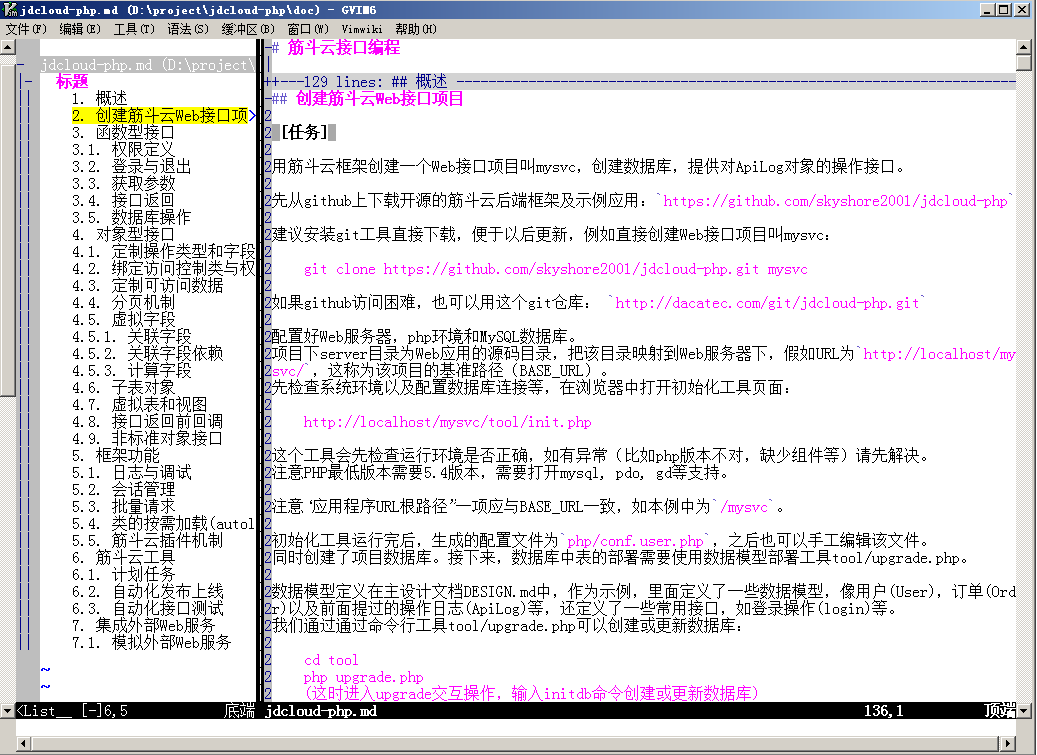 jdcloud-php.md (D:\project\jdcloud-php\doc) - GVIM6
文件(F) 编辑(E) 工具(T) 语法(S) 缓冲区(B) 窗口(W) Vimwiki 帮助(H)
jdcloud-php.md (D:\project\
- 标题
1. 概述
2. 创建筋斗云Web接口项>
3. 函数型接口
3.1. 权限定义
3.2. 登录与退出
3.3. 获取参数
3.4. 接口返回
3.5. 数据库操作
4. 对象型接口
4.1. 定制操作类型和字段
4.2. 绑定访问控制类与权
4.3. 定制可访问数据
4.4. 分页机制
4.5. 虚拟字段
4.5.1. 关联字段
4.5.2. 关联字段依赖
4.5.3. 计算字段
4.6. 子表对象
4.7. 虚拟表和视图
4.8. 接口返回前回调
4.9. 非标准对象接口
5. 框架功能
5.1. 日志与调试
5.2. 会话管理
5.3. 批量请求
5.4. 类的按需加载(autol
5.5. 筋斗云插件机制
6. 筋斗云工具
6.1. 计划任务
6.2. 自动化发布上线
6.3. 自动化接口测试
7. 集成外部Web服务
7.1. 模拟外部Web服务
~
~
<List__ [-]6,5 底端
-# 筋斗云接口编程
|
++---129 lines: ## 概述 ----------
-## 创建筋斗云Web接口项目
2
2 [任务]
2
2用筋斗云框架创建一个Web接口项目叫mysvc，创建数据库，提供对ApiLog对象的操作接口。
2
2先从github上下载开源的筋斗云后端框架及示例应用：`https://github.com/skyshore2001/jdcloud-php`
2
2建议安装git工具直接下载，便于以后更新，例如直接创建Web接口项目叫mysvc：
2
2 git clone https://github.com/skyshore2001/jdcloud-php.git mysvc
2
2如果github访问困难，也可以用这个git仓库： `http://dacatec.com/git/jdcloud-php.git`
2
2配置好Web服务器，php环境和MySQL数据库。
2项目下server目录为Web应用的源码目录，把该目录映射到Web服务器下，假如URL为`http://localhost/my
2svc/`，这称为该项目的基准路径（BASE_URL）。
2先检查系统环境以及配置数据库连接等，在浏览器中打开初始化工具页面：
2
2 http://localhost/mysvc/tool/init.php
2
2这个工具会先检查运行环境是否正确，如有异常（比如php版本不对，缺少组件等）请先解决。
2注意PHP最低版本需要5.4版本，需要打开mysql, pdo, gd等支持。
2
2注意“应用程序URL根路径”一项应与BASE_URL一致，如本例中为`/mysvc`。
2
2初始化工具运行完后，生成的配置文件为`php/conf.user.php`，之后也可以手工编辑该文件。
2同时创建了项目数据库。接下来，数据库中表的部署需要使用数据模型部署工具tool/upgrade.php。
2
2数据模型定义在主设计文档DESIGN.md中，作为示例，里面定义了一些数据模型，像用户(User)，订单(Ord
2r)以及前面提过的操作日志(ApiLog)等，还定义了一些常用接口，如登录操作(login)等。
2我们通过通过命令行工具tool/upgrade.php可以创建或更新数据库：
2
2 cd tool
2 php upgrade.php
2 (这时进入upgrade交互操作，输入initdb命令创建或更新数据库)
jdcloud-php.md 136,1 顶端